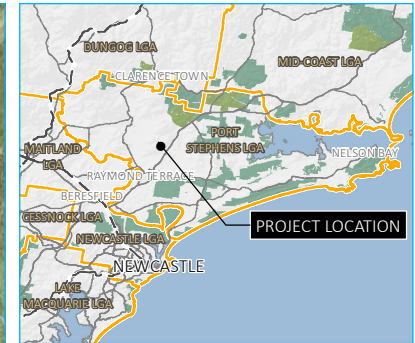 DUNGOG LGA
MID-COAST LGA
CLARENCE TOWN
PORT
STEPHENS LGA
MAITLAND
LGA
NELSON BAY
RAYMOND TERRACE
BERESFIELD
CESSNOCK LGA
PROJECT LOCATION
NEWCASTLE LGA
NEWCASTLE
LAKE
MACQUARIE LGA